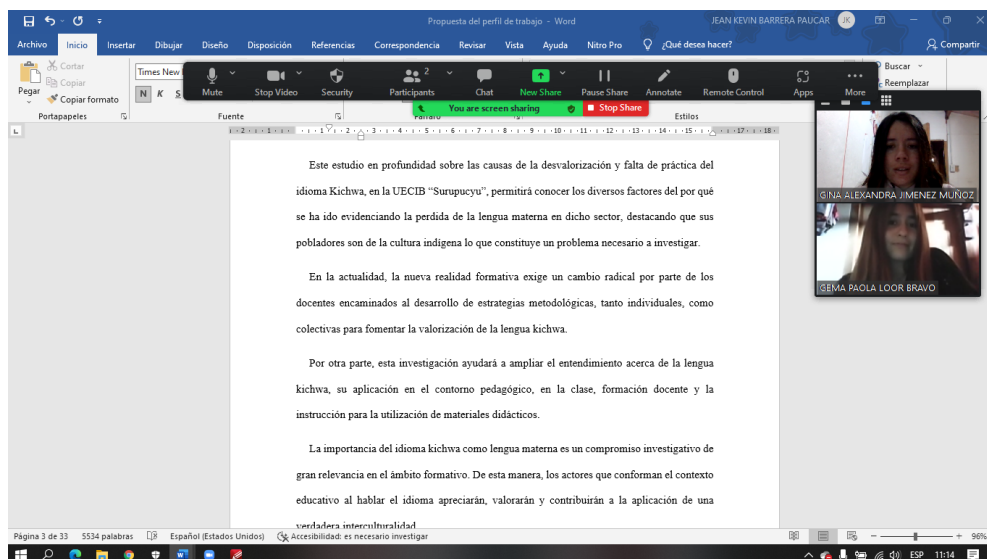 Propuesta del perfil de trabajo - Word
JEAN KEVIN BARRERA PAUCAR
JK
Archivo Inicio Insertar Dibujar Diseño Disposición Referencias Correspondencia Revisar Vista Ayuda Nitro Pro ¿Qué desea hacer? Compartir
Pegar
Cortar
Copiar
Copiar formato
Times New
N K S
Mute Stop Video Security Participants 2 Chat New Share Pause Share Annotate Remote Control Apps More
You are screen sharing Stop Share
Buscar
Reemplazar
Portapapeles Fuente Párrafo Estilos
GINA ALEXANDRA JIMENEZ MUÑOZ
GEMA PAOLA LOOR BRAVO
Este estudio en profundidad sobre las causas de la desvalorización y falta de práctica del
idioma Kichwa, en la UECIB “Surupucyu”, permitirá conocer los diversos factores del por qué
se ha ido evidenciando la perdida de la lengua materna en dicho sector, destacando que sus
pobladores son de la cultura indígena lo que constituye un problema necesario a investigar.
En la actualidad, la nueva realidad formativa exige un cambio radical por parte de los
docentes encaminados al desarrollo de estrategias metodológicas, tanto individuales, como
colectivas para fomentar la valorización de la lengua kichwa.
Por otra parte, esta investigación ayudará a ampliar el entendimiento acerca de la lengua
kichwa, su aplicación en el contorno pedagógico, en la clase, formación docente y la
instrucción para la utilización de materiales didácticos.
La importancia del idioma kichwa como lengua materna es un compromiso investigativo de
gran relevancia en el ámbito formativo. De esta manera, los actores que conforman el contexto
educativo al hablar el idioma apreciarán, valorarán y contribuirán a la aplicación de una
verdadera interculturalidad.
Página 3 de 33 5534 palabras Español (Estados Unidos) Accesibilidad: es necesario investigar 96%
ESP 11:14